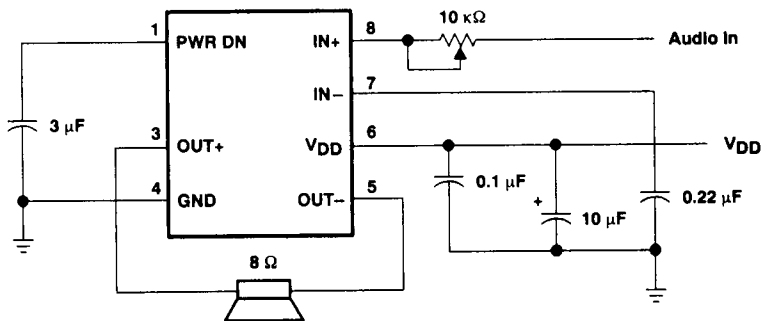 10 κΩ
1
PWR DN
IN+
8
Audio In
IN−
7
3 μF
3
OUT+
VDD
6
VDD
0.1 μF
+
10 μF
0.22 μF
4
GND
OUT−
5
8 Ω